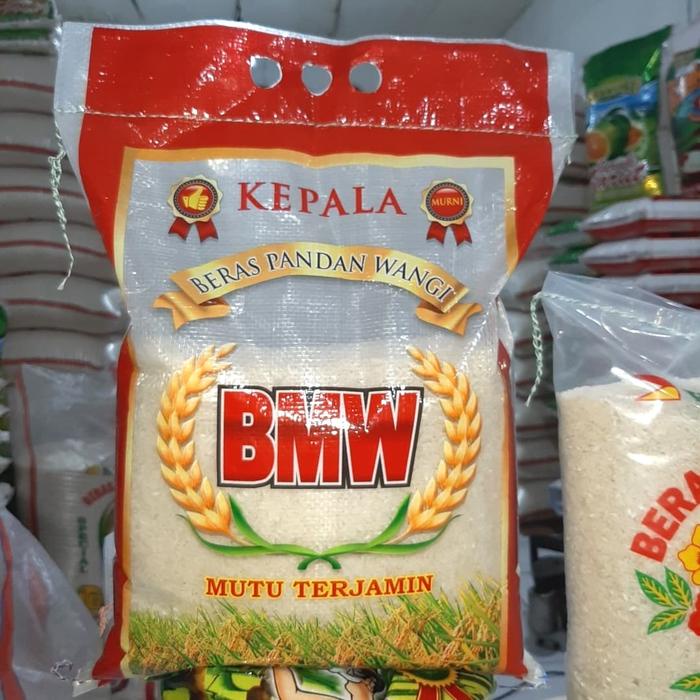 KEPALA
MURNI
BERAS PANDAN WANGI
BMW
MUTU TERJAMIN
BERA